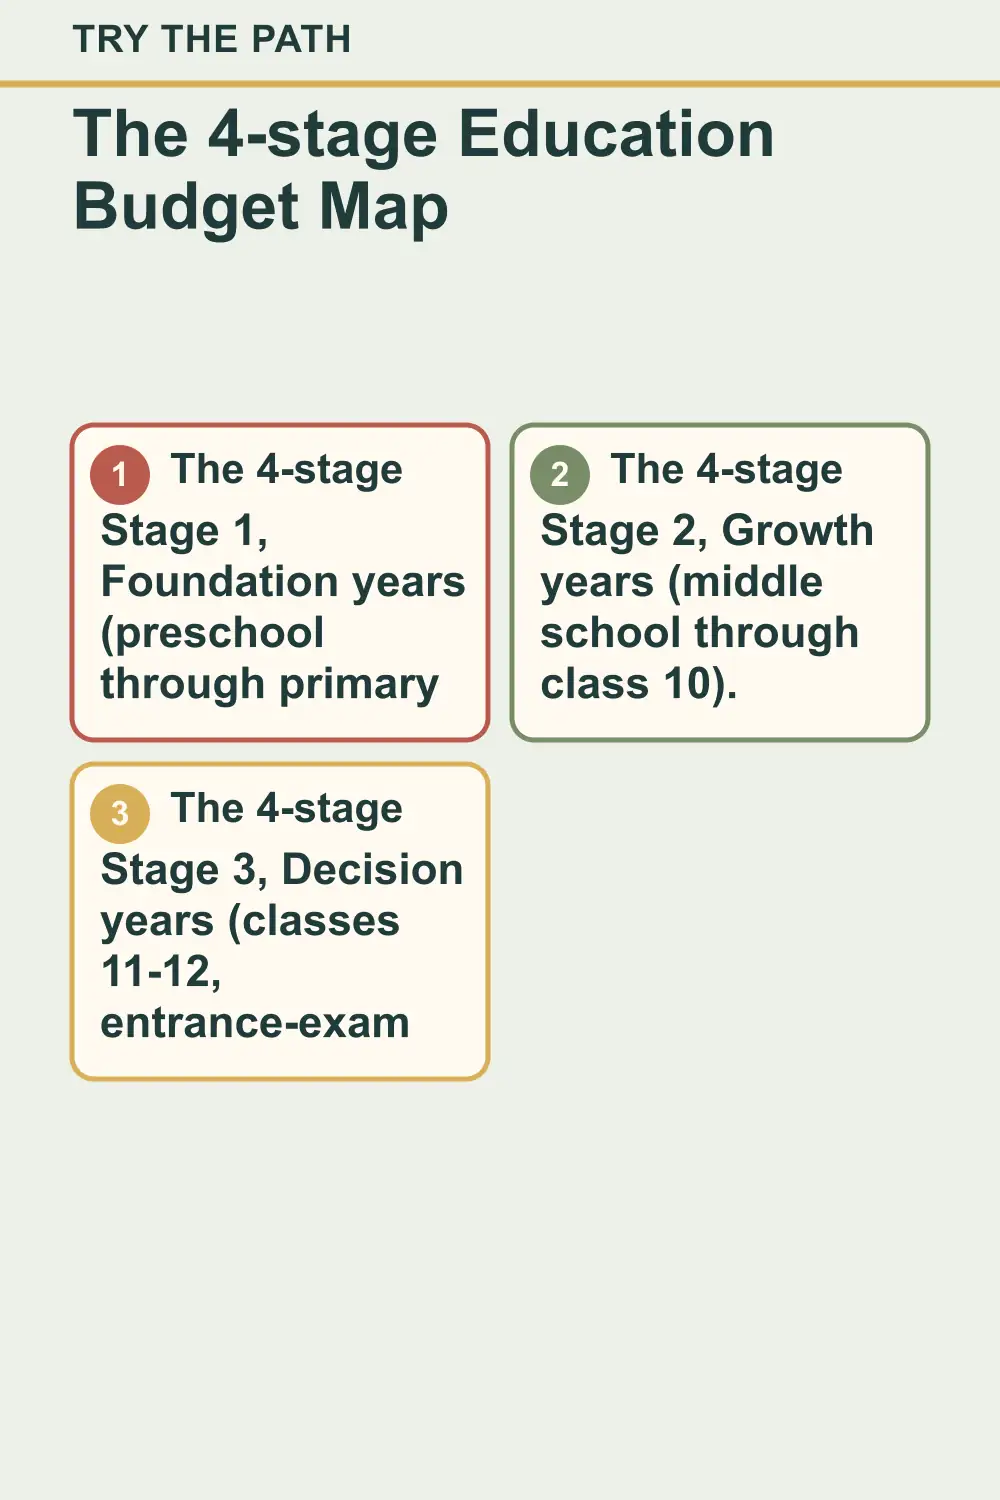 TRY THE PATH
The 4-stage Education
Budget Map
1 The 4-stage
Stage 1,
Foundation years
(preschool
through primary
2 The 4-stage
Stage 2, Growth
years (middle
school through
class 10).
3 The 4-stage
Stage 3, Decision
years (classes
11-12,
entrance-exam